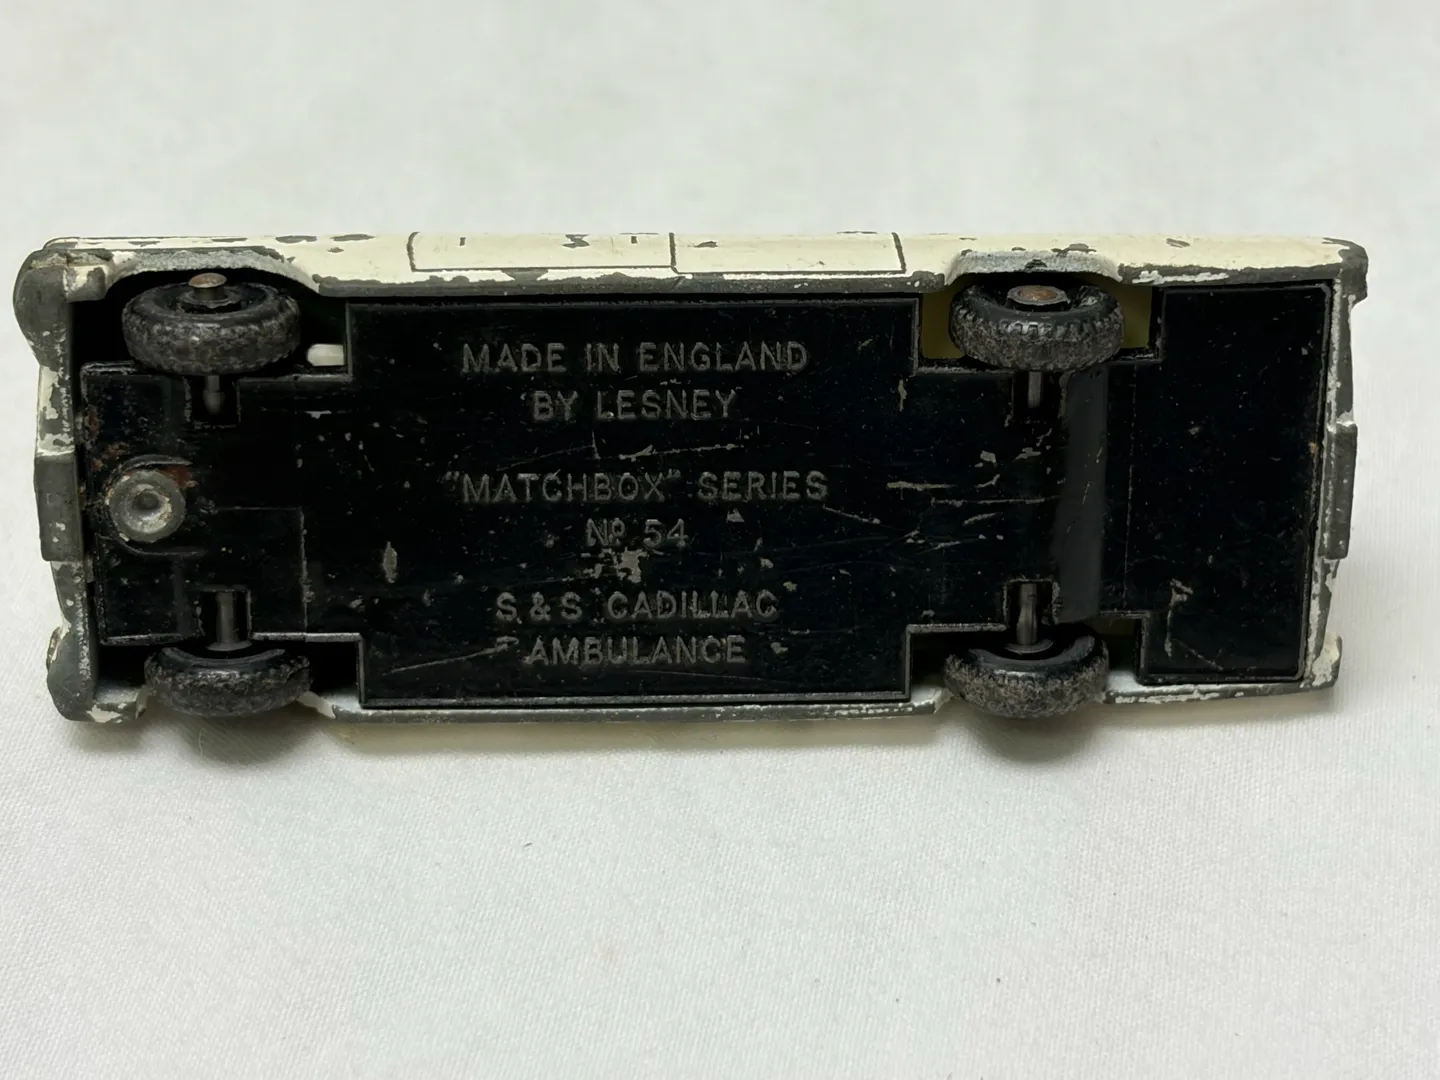 MADE IN ENGLAND
BY LESNEY
"MATCHBOX" SERIES
Nº 54
S & S CADILLAC
AMBULANCE